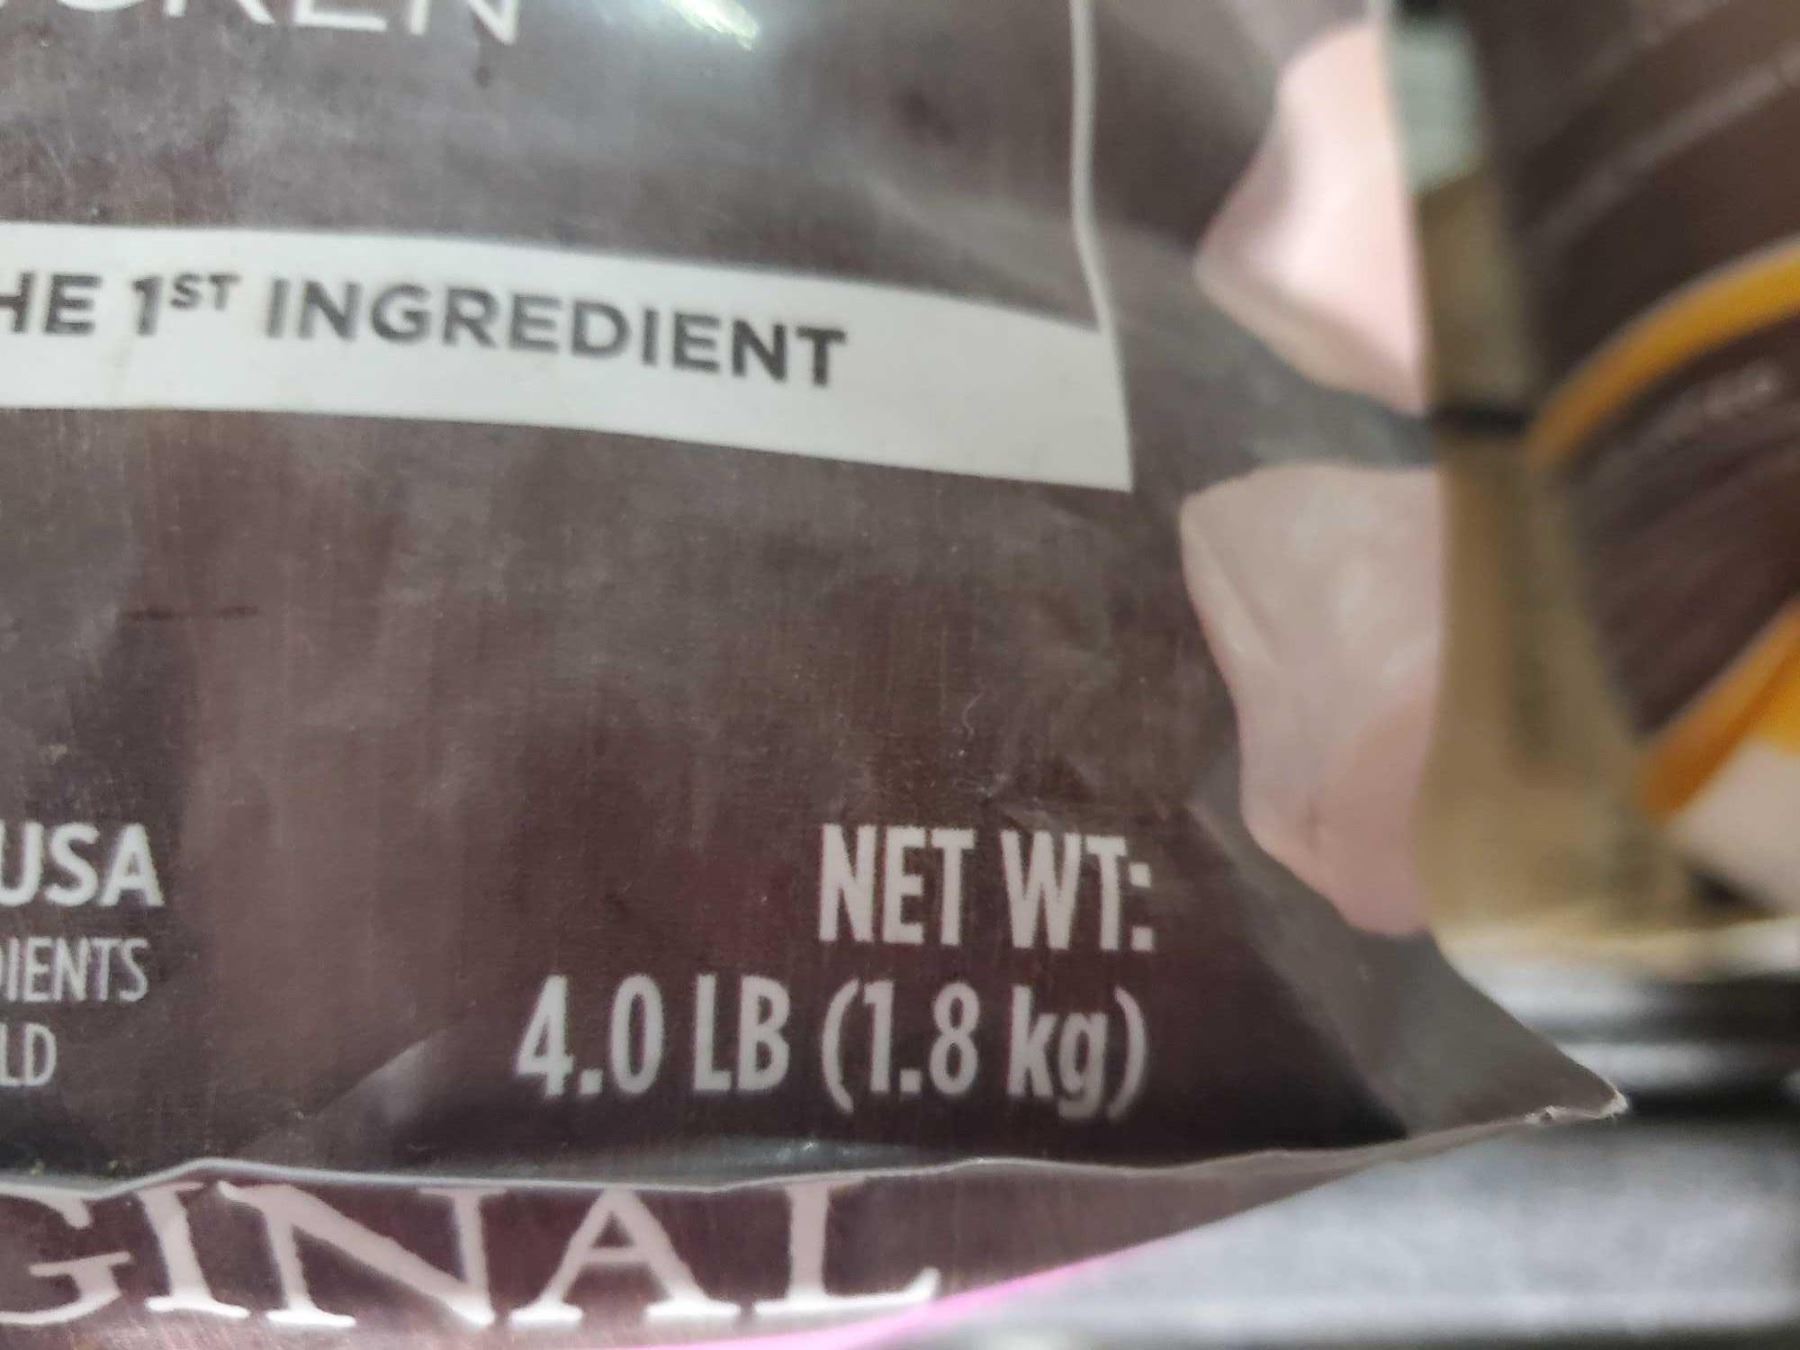 HE 1ST INGREDIENT
USA
DIENTS
LD
NET WT:
4.0 LB (1.8 kg)
GINAL